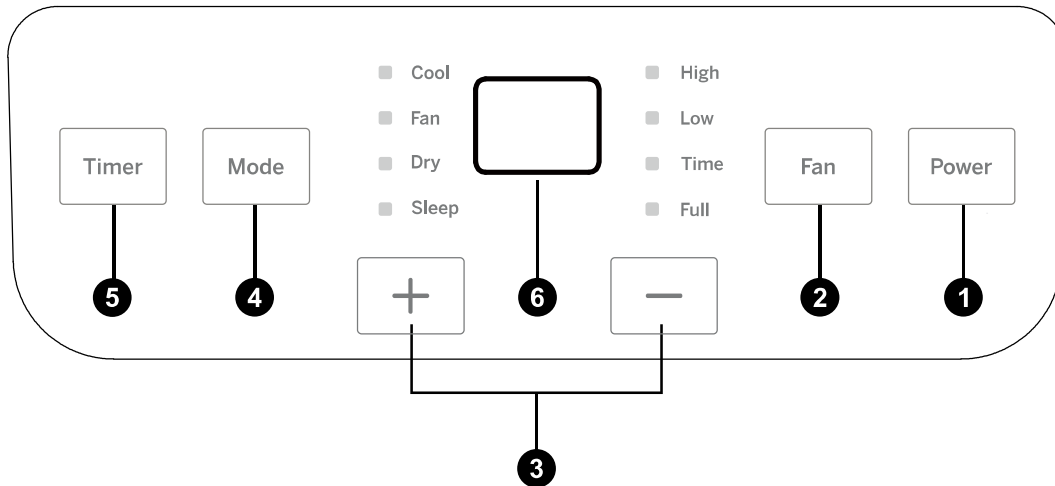 Cool
High
Fan
Low
Timer
Mode
Dry
Time
Fan
Power
Sleep
Full
+
−
5
4
6
2
1
3